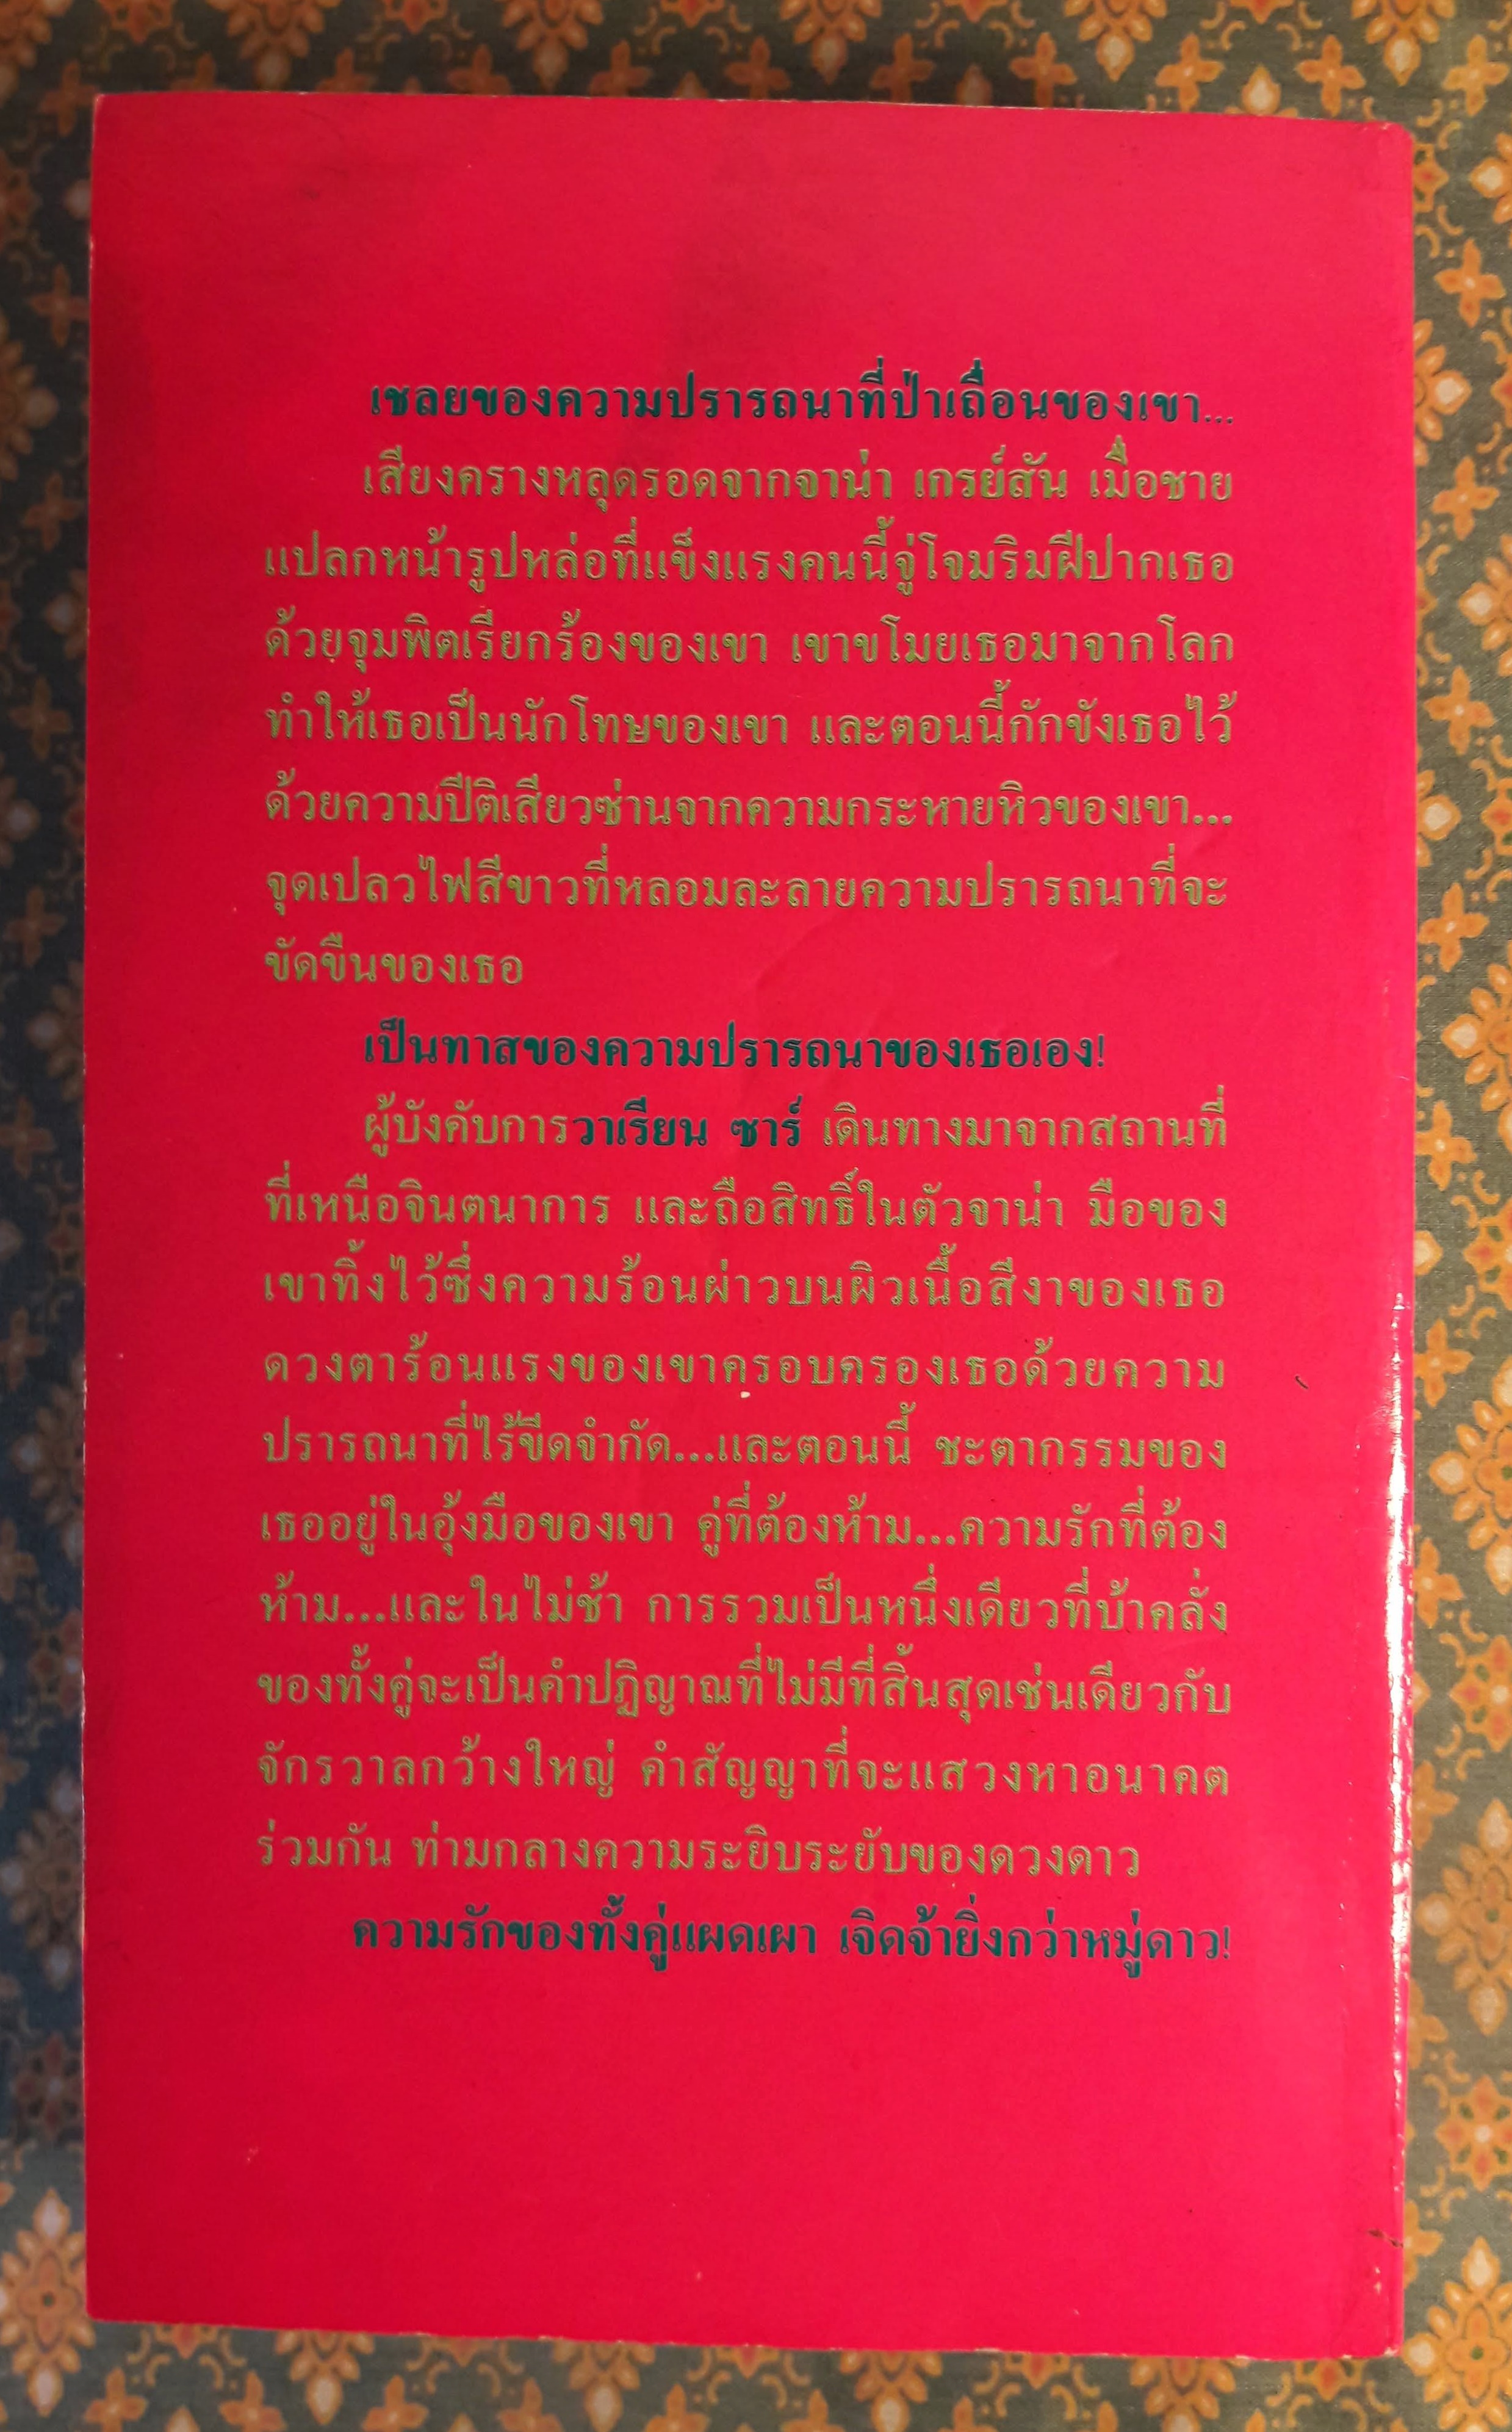 เชลยของความปรารถนาที่ป่าเถื่อนของเขา...
เสียงครางหลุดรอดจากจาน่า เกรย์สัน เมื่อชาย
แปลกหน้ารูปหล่อที่แข็งแรงคนนี้จู่โจมริมฝีปากเธอ
ด้วยจุมพิตเรียกร้องของเขา เขาขโมยเธอมาจากโลก
ทำให้เธอเป็นนักโทษของเขา และตอนนี้กักขังเธอไว้
ด้วยความปีติเสียวซ่านจากความกระหายหิวของเขา...
จุดเปลวไฟสีขาวที่หลอมละลายความปรารถนาที่จะ
ขัดขืนของเธอ
เป็นทาสของความปรารถนาของเธอเอง!
ผู้บังคับการวาเรียน ซาร์ เดินทางมาจากสถานที่
ที่เหนือจินตนาการ และถือสิทธิ์ในตัวจาน่า มือของ
เขาทิ้งไว้ซึ่งความร้อนผ่าวบนผิวเนื้อสีงาของเธอ
ดวงตาร้อนแรงของเขาครอบครองเธอด้วยความ
ปรารถนาที่ไร้ขีดจำกัด...และตอนนี้ ชะตากรรมของ
เธออยู่ในอุ้งมือของเขา คู่ที่ต้องห้าม...ความรักที่ต้อง
ห้าม...และในไม่ช้า การรวมเป็นหนึ่งเดียวที่บ้าคลั่ง
ของทั้งคู่จะเป็นคำปฏิญาณที่ไม่มีที่สิ้นสุดเช่นเดียวกับ
จักรวาลกว้างใหญ่ คำสัญญาที่จะแสวงหาอนาคต
ร่วมกัน ท่ามกลางความระยิบระยับของดวงดาว
ความรักของทั้งคู่แผดเผา เจิดจ้ายิ่งกว่าหมู่ดาว!